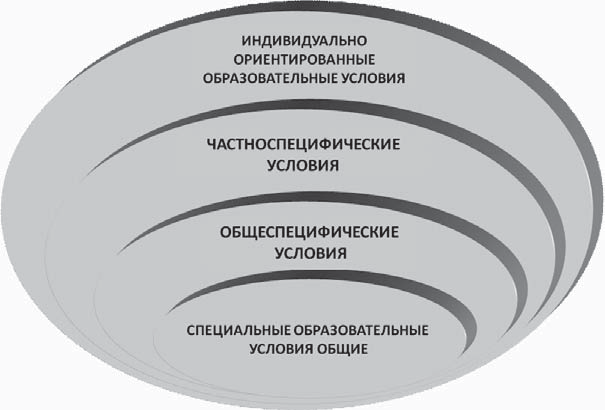 ИНДИВИДУАЛЬНО
ОРИЕНТИРОВАННЫЕ
ОБРАЗОВАТЕЛЬНЫЕ УСЛОВИЯ
ЧАСТНОСПЕЦИФИЧЕСКИЕ
УСЛОВИЯ
ОБЩЕСПЕЦИФИЧЕСКИЕ
УСЛОВИЯ
СПЕЦИАЛЬНЫЕ ОБРАЗОВАТЕЛЬНЫЕ
УСЛОВИЯ ОБЩИЕ